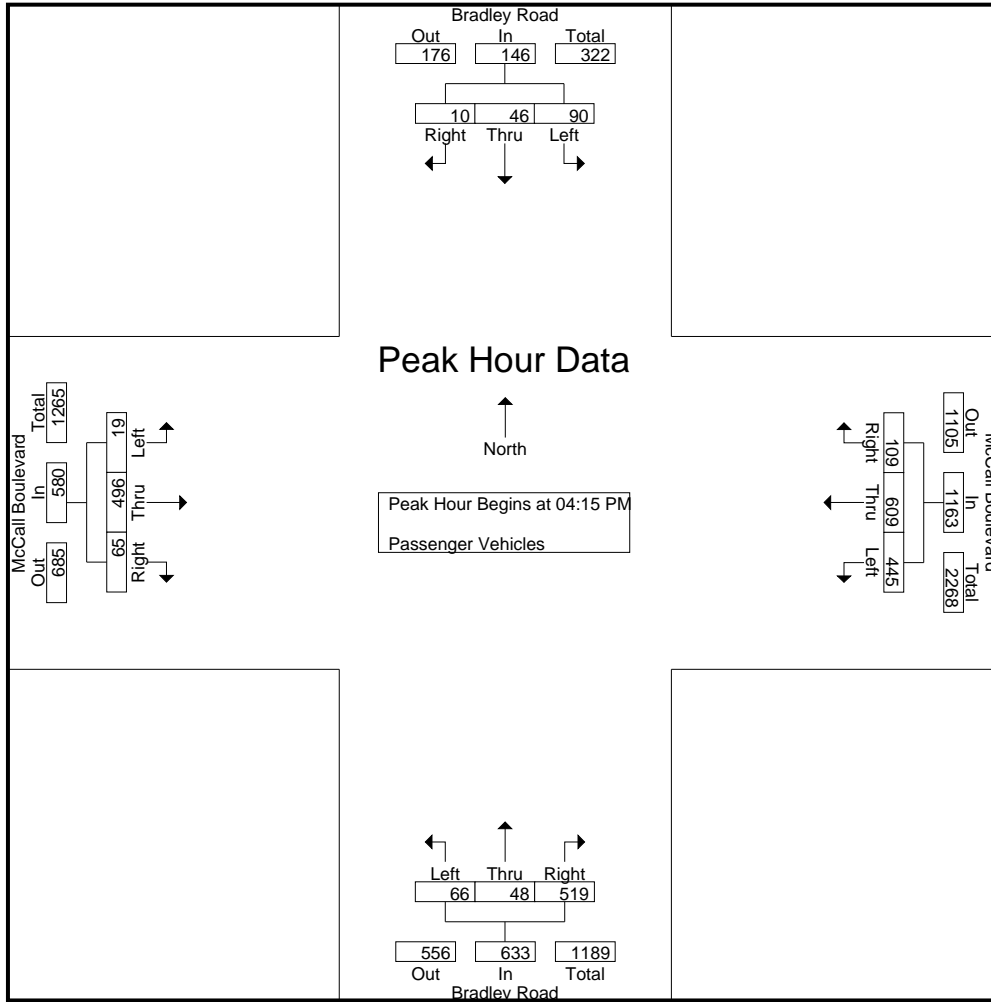 Bradley Road
Out In Total
176 146 322
10 46 90
Right Thru Left
Peak Hour Data
North
Peak Hour Begins at 04:15 PM
Passenger Vehicles
McCall Boulevard
Total In Out
1265 580 685
19 496 65
Left Thru Right
McCall Boulevard
Out In Total
1105 1163 2268
109 609 445
Right Thru Left
Left Thru Right
66 48 519
556 633 1189
Out In Total
Bradley Road